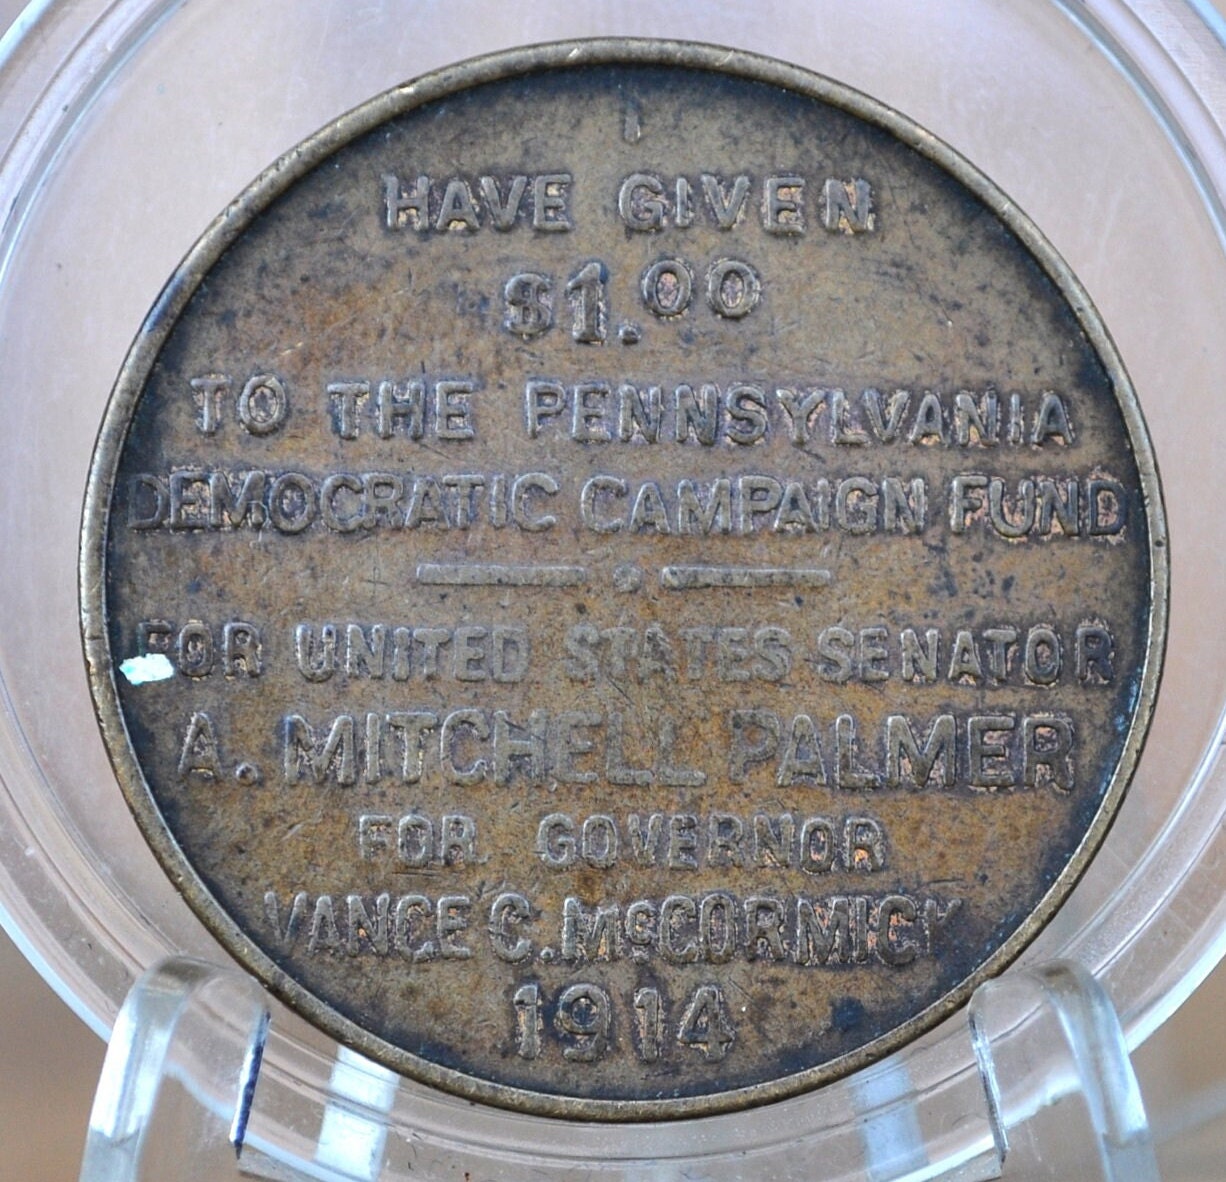 I
HAVE GIVEN
$1.00
TO THE PENNSYLVANIA
DEMOCRATIC CAMPAIGN FUND
FOR UNITED STATES SENATOR
A. MITCHELL PALMER
FOR GOVERNOR
VANCE C. McCORMICK
1914